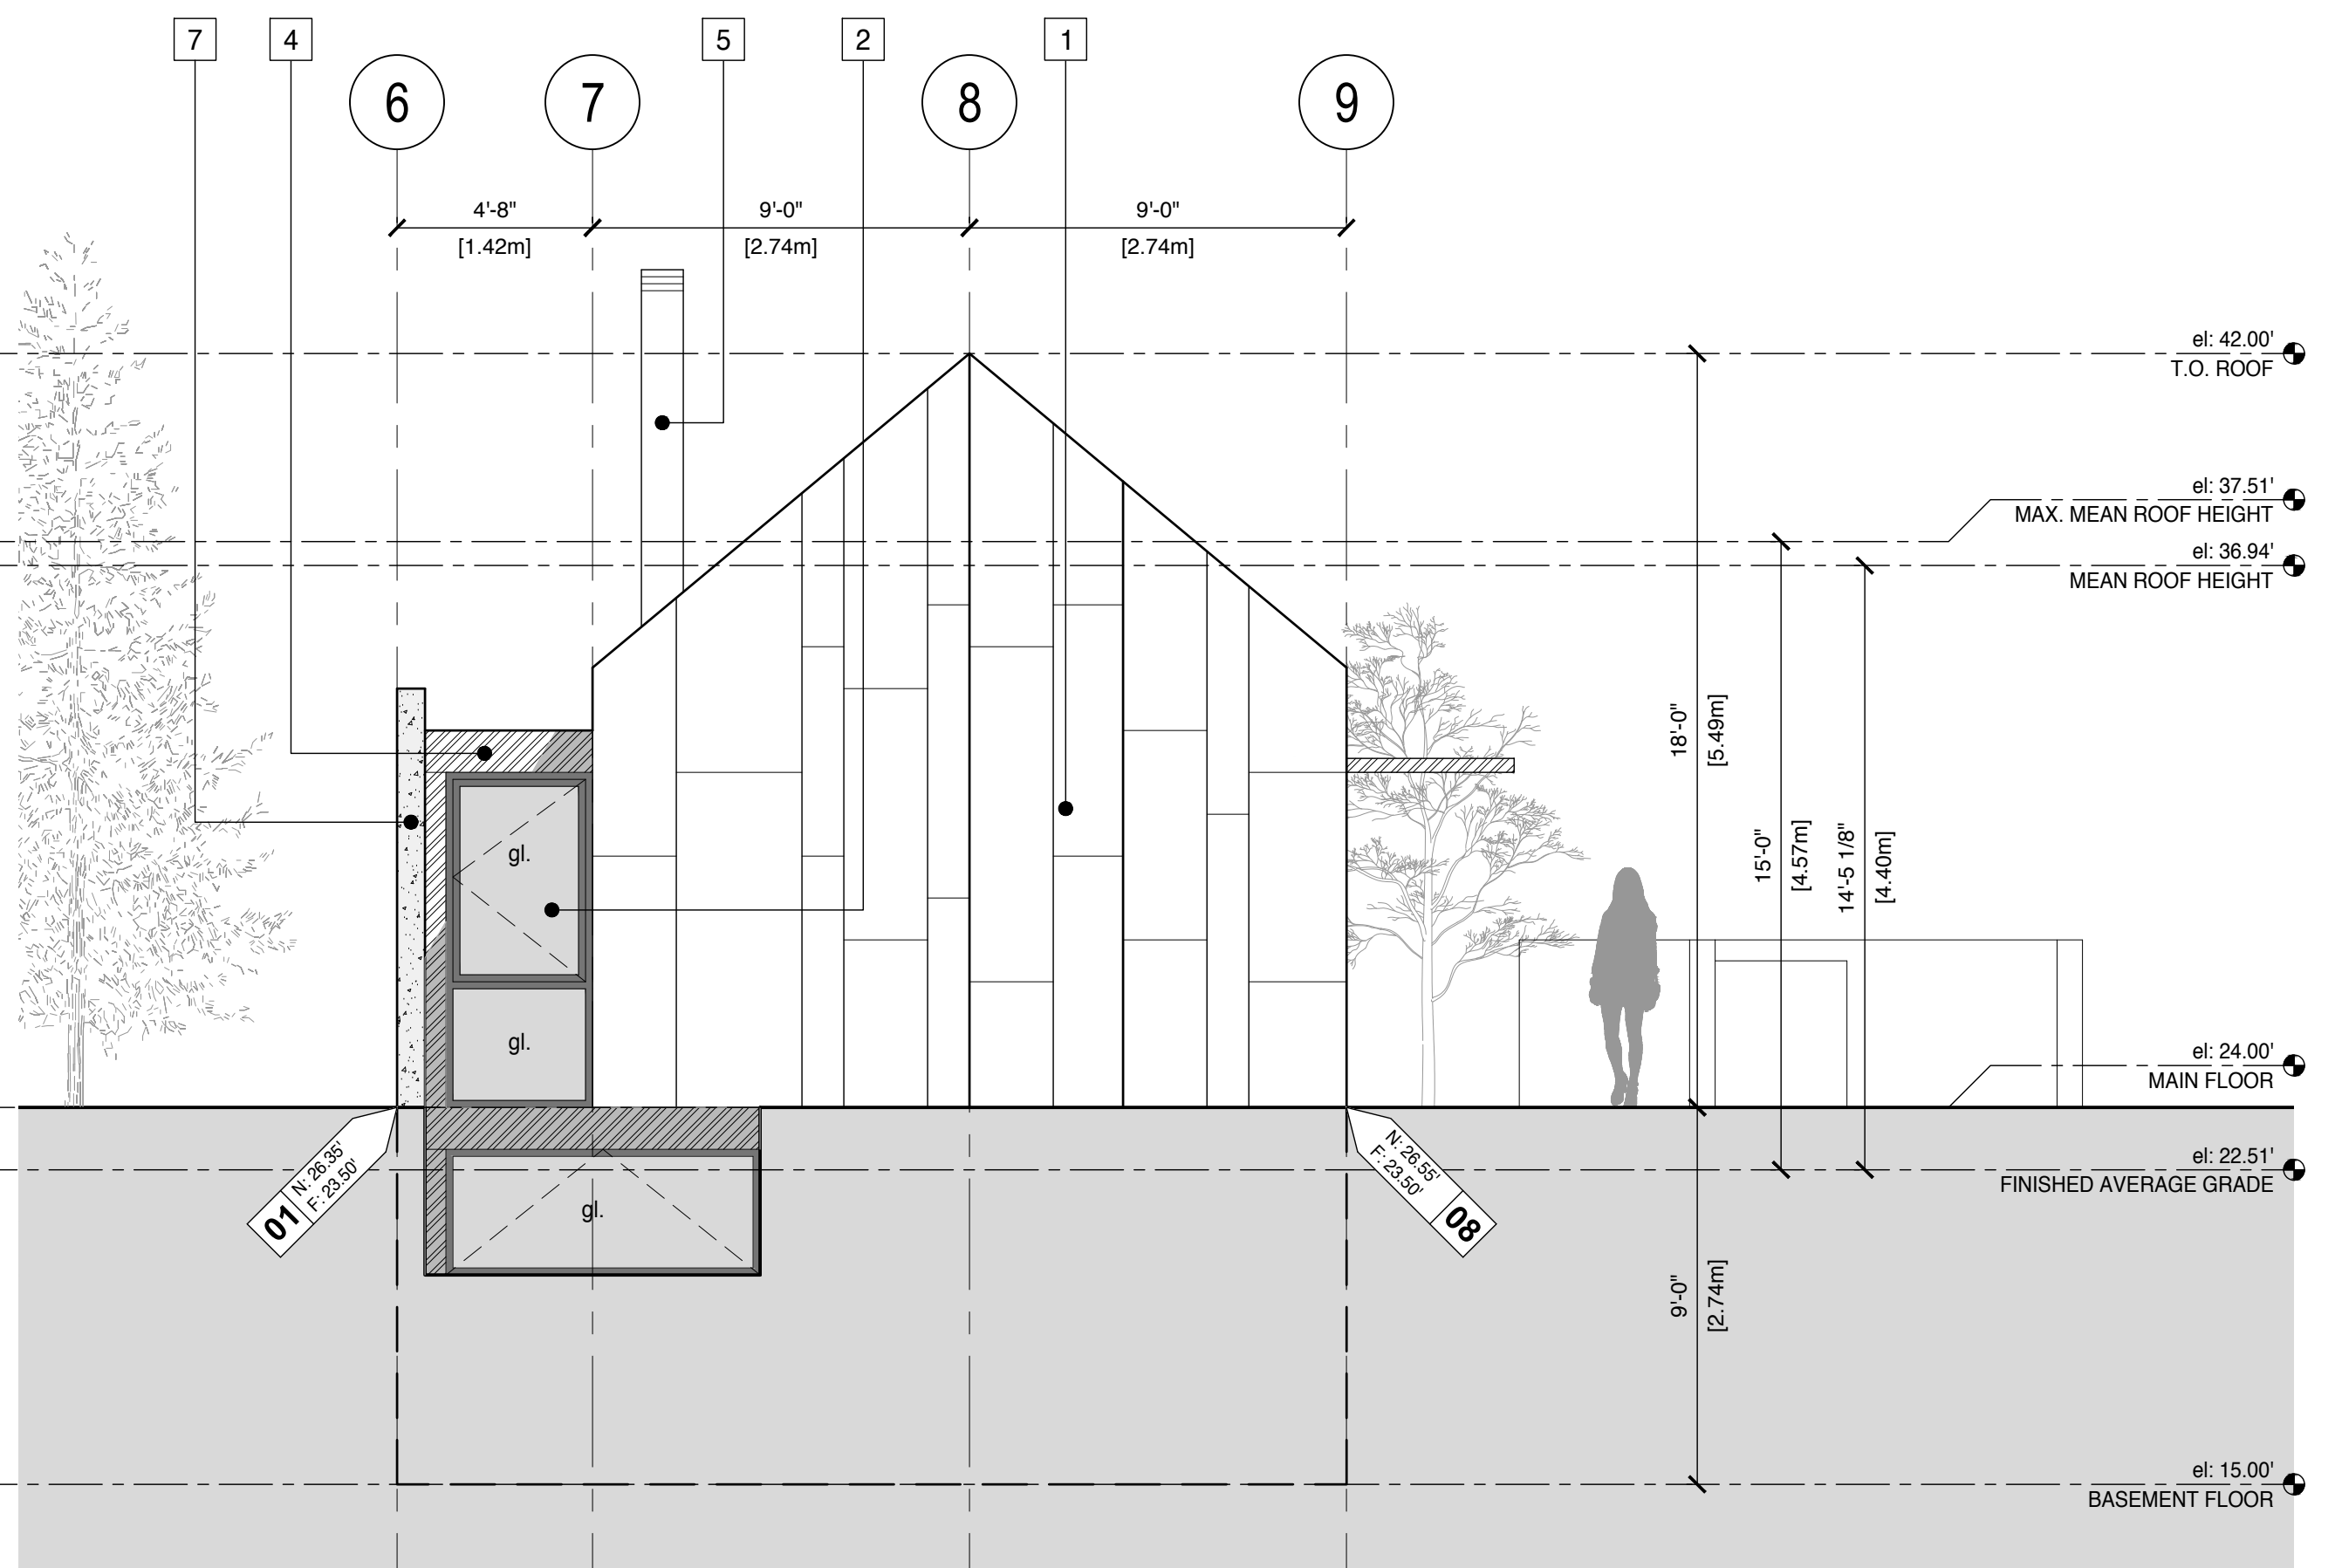 7
4
5
2
1
6
7
8
9
4'-8"
[1.42m]
9'-0"
[2.74m]
9'-0"
[2.74m]
el: 42.00'
T.O. ROOF
el: 37.51'
MAX. MEAN ROOF HEIGHT
el: 36.94'
MEAN ROOF HEIGHT
18'-0"
[5.49m]
15'-0"
[4.57m]
14'-5 1/8"
[4.40m]
gl.
gl.
el: 24.00'
MAIN FLOOR
01
N: 26.35'
F: 23.50'
gl.
N: 26.55'
F: 23.50'
08
el: 22.51'
FINISHED AVERAGE GRADE
9'-0"
[2.74m]
el: 15.00'
BASEMENT FLOOR